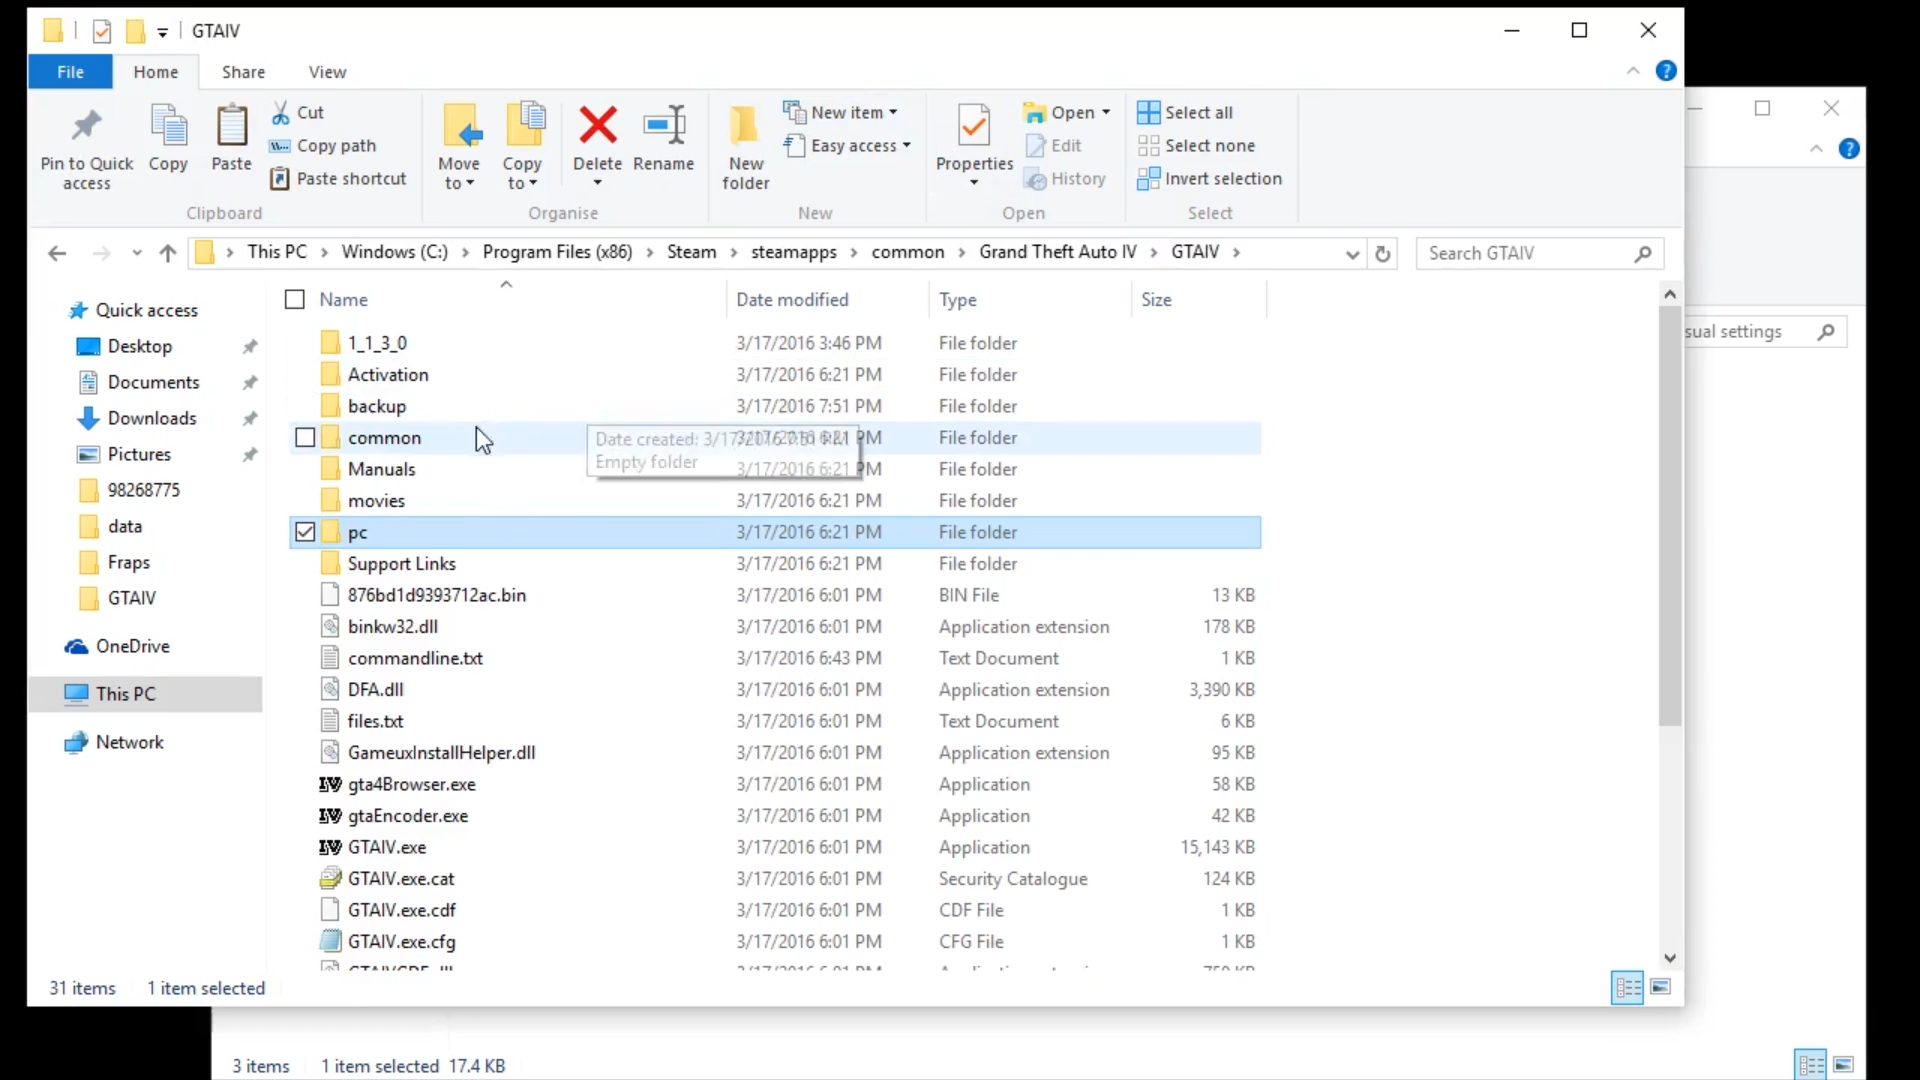 GTAIV
File Home Share View
Pin to Quick access
Copy
Paste
Cut
Copy path
Paste shortcut
Clipboard
Move to
Copy to
Delete
Rename
Organise
New folder
New item
Easy access
New
Properties
Open
Edit
History
Open
Select all
Select none
Invert selection
Select
This PC > Windows (C:) > Program Files (x86) > Steam > steamapps > common > Grand Theft Auto IV > GTAIV >
Search GTAIV
sual settings
Quick access
Desktop
Documents
Downloads
Pictures
98268775
data
Fraps
GTAIV
OneDrive
This PC
Network
Name Date modified Type Size
1_1_3_0 3/17/2016 3:46 PM File folder
Activation 3/17/2016 6:21 PM File folder
backup 3/17/2016 7:51 PM File folder
common PM File folder
Date created: 3/17/2016
Empty folder
Manuals 3/17/2016 6:21 PM File folder
movies 3/17/2016 6:21 PM File folder
pc 3/17/2016 6:21 PM File folder
Support Links 3/17/2016 6:21 PM File folder
876bd1d9393712ac.bin 3/17/2016 6:01 PM BIN File 13 KB
binkw32.dll 3/17/2016 6:01 PM Application extension 178 KB
commandline.txt 3/17/2016 6:43 PM Text Document 1 KB
DFA.dll 3/17/2016 6:01 PM Application extension 3,390 KB
files.txt 3/17/2016 6:01 PM Text Document 6 KB
GameuxInstallHelper.dll 3/17/2016 6:01 PM Application extension 95 KB
gta4Browser.exe 3/17/2016 6:01 PM Application 58 KB
gtaEncoder.exe 3/17/2016 6:01 PM Application 42 KB
GTAIV.exe 3/17/2016 6:01 PM Application 15,143 KB
GTAIV.exe.cat 3/17/2016 6:01 PM Security Catalogue 124 KB
GTAIV.exe.cdf 3/17/2016 6:01 PM CDF File 1 KB
GTAIV.exe.cfg 3/17/2016 6:01 PM CFG File 1 KB
31 items 1 item selected
3 items 1 item selected 17.4 KB